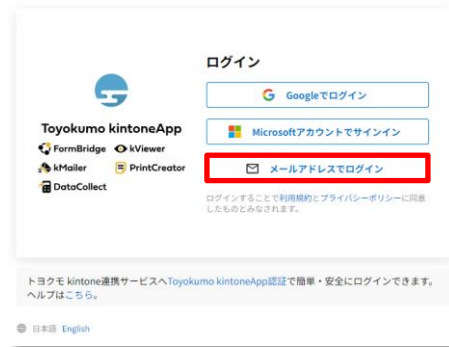 ログイン
Googleでログイン
Toyokumo kintoneApp
Microsoftアカウントでサインイン
FormBridge kViewer
kMailer PrintCreator
メールアドレスでログイン
DataCollect
ログインすることで利用規約とプライバシーポリシーに同意
したものとみなされます。
トヨクモ kintone連携サービスへToyokumo kintoneApp認証で簡単・安全にログインできます。
ヘルプはこちら。
日本語 English